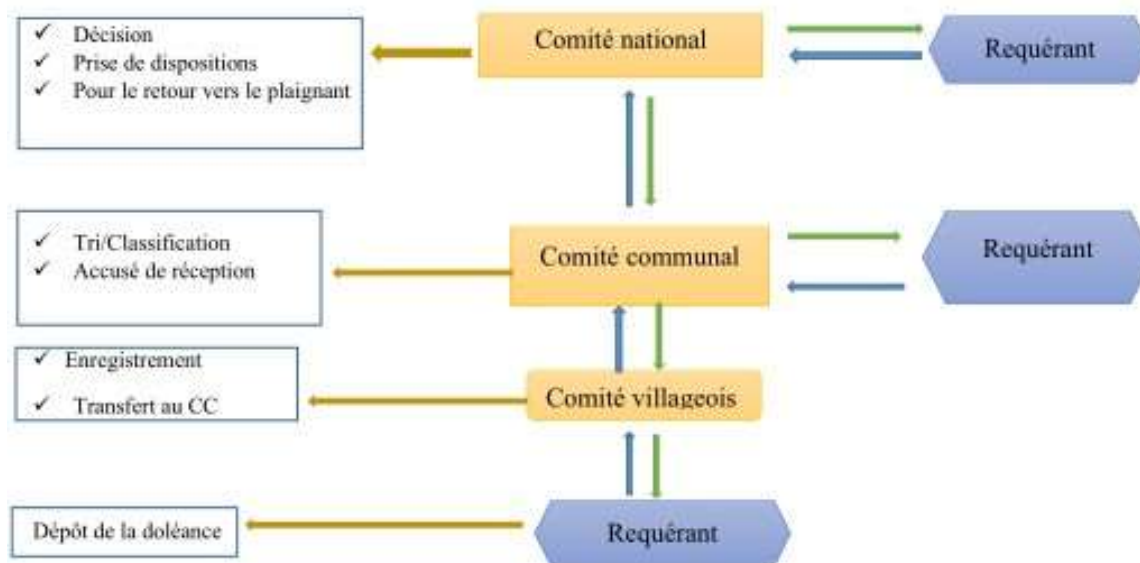 ✓ Décision
✓ Prise de dispositions
✓ Pour le retour vers le plaignant
Comité national
Requérant
✓ Tri/Classification
✓ Accusé de réception
Comité communal
Requérant
✓ Enregistrement
✓ Transfert au CC
Comité villageois
Dépôt de la doléance
Requérant